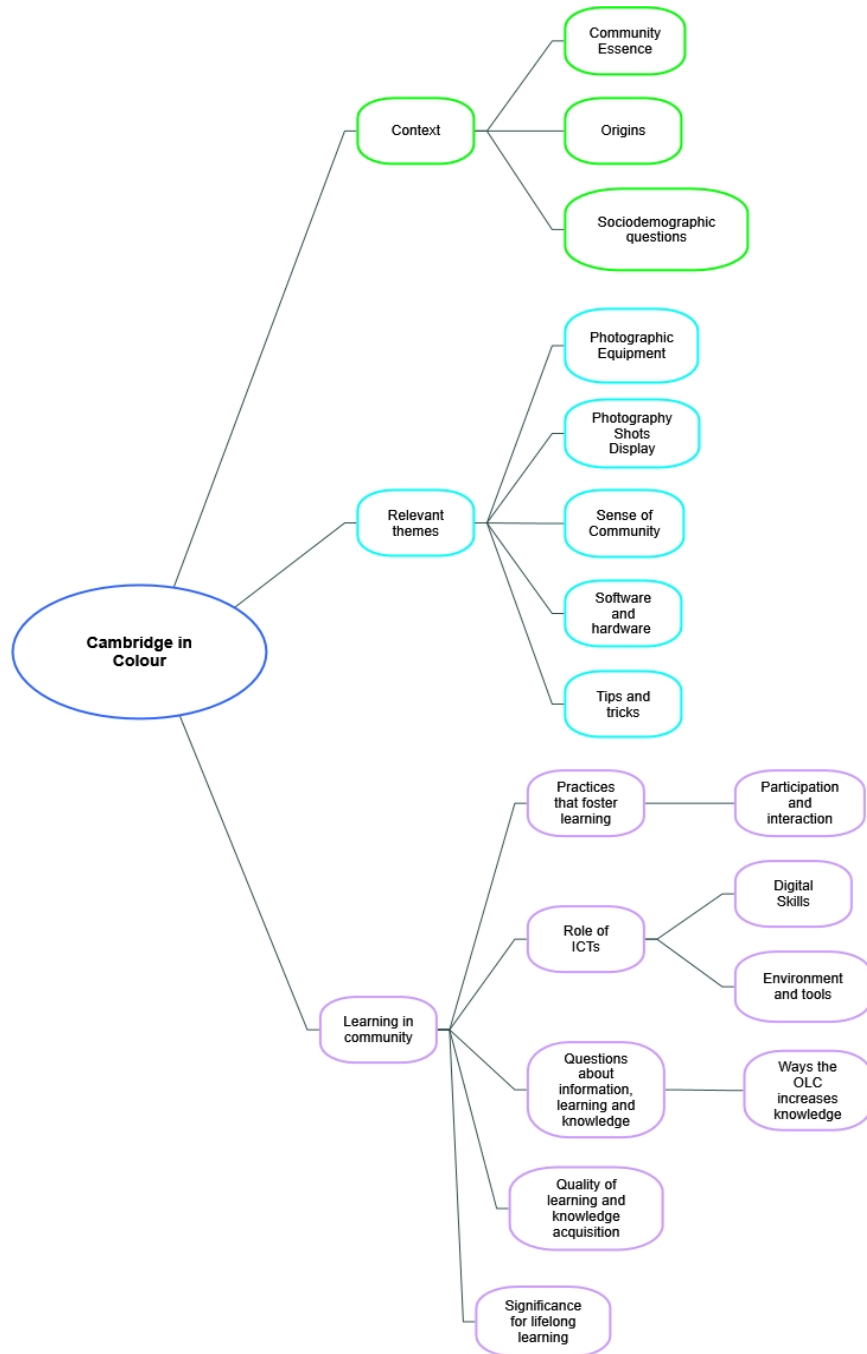 Community
Essence
Context
Origins
Sociodemographic
questions
Photographic
Equipment
Photography
Shots
Display
Relevant
themes
Sense of
Community
Software
and
hardware
Tips and
tricks
Cambridge in
Colour
Practices
that foster
learning
Participation
and
interaction
Digital
Skills
Role of
ICTs
Environment
and tools
Learning in
community
Questions
about
information,
learning and
knowledge
Ways the
OLC
increases
knowledge
Quality of
learning and
knowledge
acquisition
Significance
for lifelong
learning